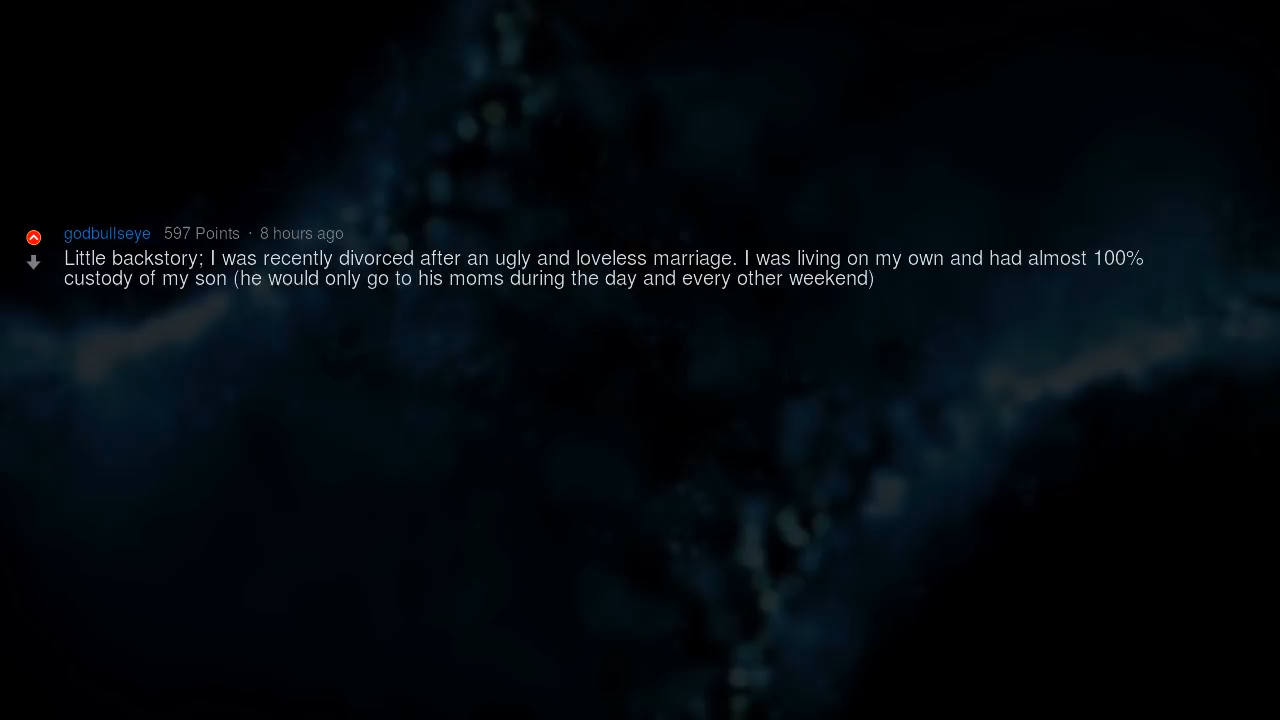 godbullseye 597 Points · 8 hours ago
Little backstory; I was recently divorced after an ugly and loveless marriage. I was living on my own and had almost 100%
custody of my son (he would only go to his moms during the day and every other weekend)